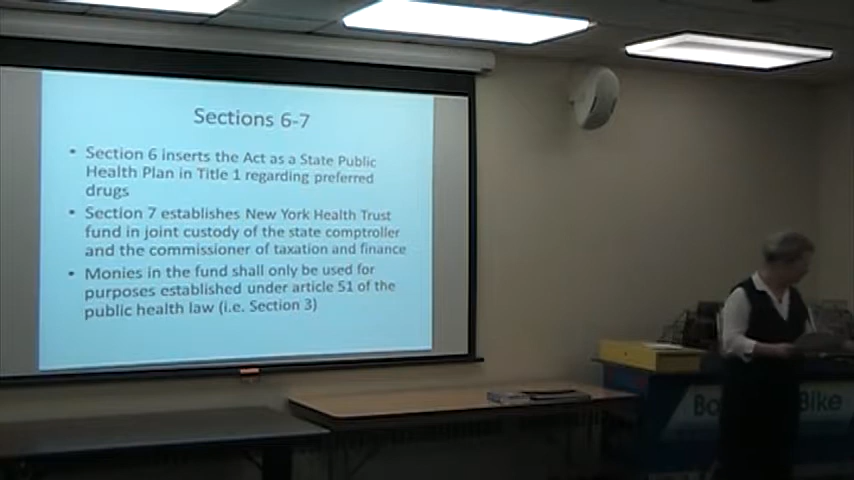 Sections 6-7
• Section 6 inserts the Act as a State Public
Health Plan in Title 1 regarding preferred
drugs
• Section 7 establishes New York Health Trust
fund in joint custody of the state comptroller
and the commissioner of taxation and finance
• Monies in the fund shall only be used for
purposes established under article 51 of the
public health law (i.e. Section 3)
Bike